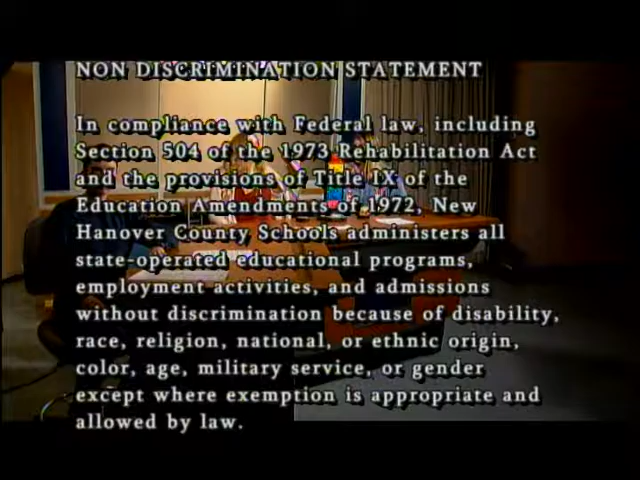 NON DISCRIMINATION STATEMENT
In compliance with Federal law, including
Section 504 of the 1973 Rehabilitation Act
and the provisions of Title IX of the
Education Amendments of 1972, New
Hanover County Schools administers all
state-operated educational programs,
employment activities, and admissions
without discrimination because of disability,
race, religion, national, or ethnic origin,
color, age, military service, or gender
except where exemption is appropriate and
allowed by law.